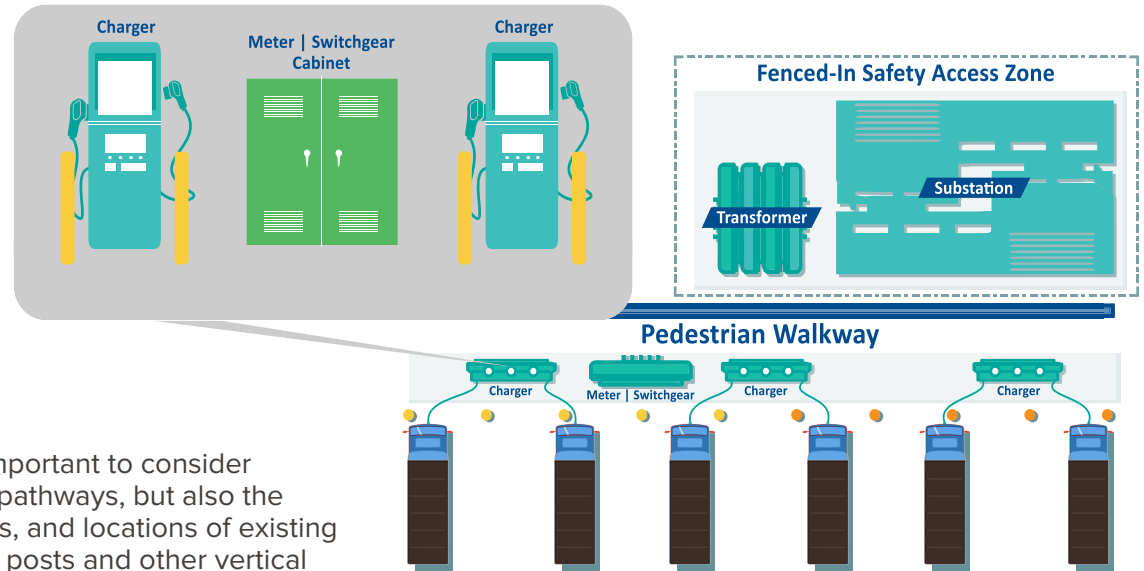 Charger
Meter | Switchgear
Cabinet
Charger
Fenced-In Safety Access Zone
Transformer
Substation
Pedestrian Walkway
Charger
Meter | Switchgear
Charger
Charger
mportant to consider
pathways, but also the
s, and locations of existing
posts and other vertical